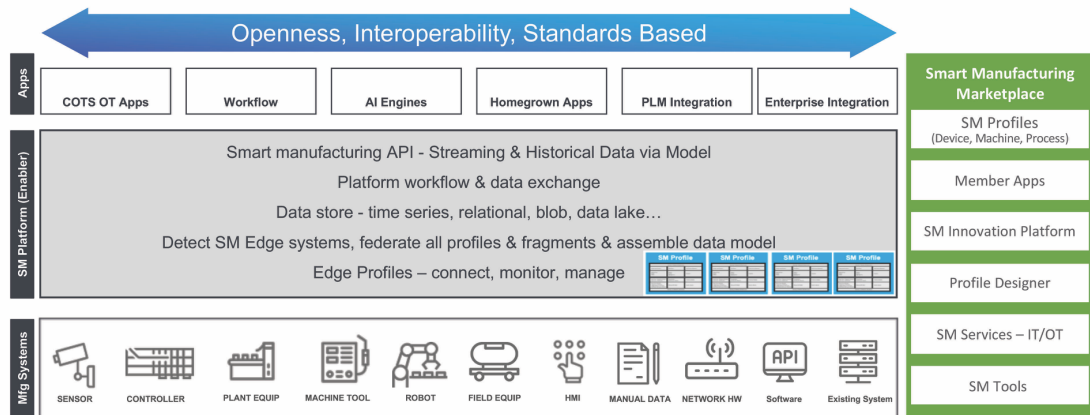 Openness, Interoperability, Standards Based
Apps
COTS OT Apps
Workflow
AI Engines
Homegrown Apps
PLM Integration
Enterprise Integration
SM Platform (Enabler)
Smart manufacturing API - Streaming & Historical Data via Model
Platform workflow & data exchange
Data store - time series, relational, blob, data lake…
Detect SM Edge systems, federate all profiles & fragments & assemble data model
Edge Profiles – connect, monitor, manage
SM Profile
SM Profile
SM Profile
SM Profile
Mfg Systems
SENSOR
CONTROLLER
PLANT EQUIP
MACHINE TOOL
ROBOT
FIELD EQUIP
HMI
MANUAL DATA
NETWORK HW
API
Software
Existing System
Smart Manufacturing
Marketplace
SM Profiles
(Device, Machine, Process)
Member Apps
SM Innovation Platform
Profile Designer
SM Services – IT/OT
SM Tools